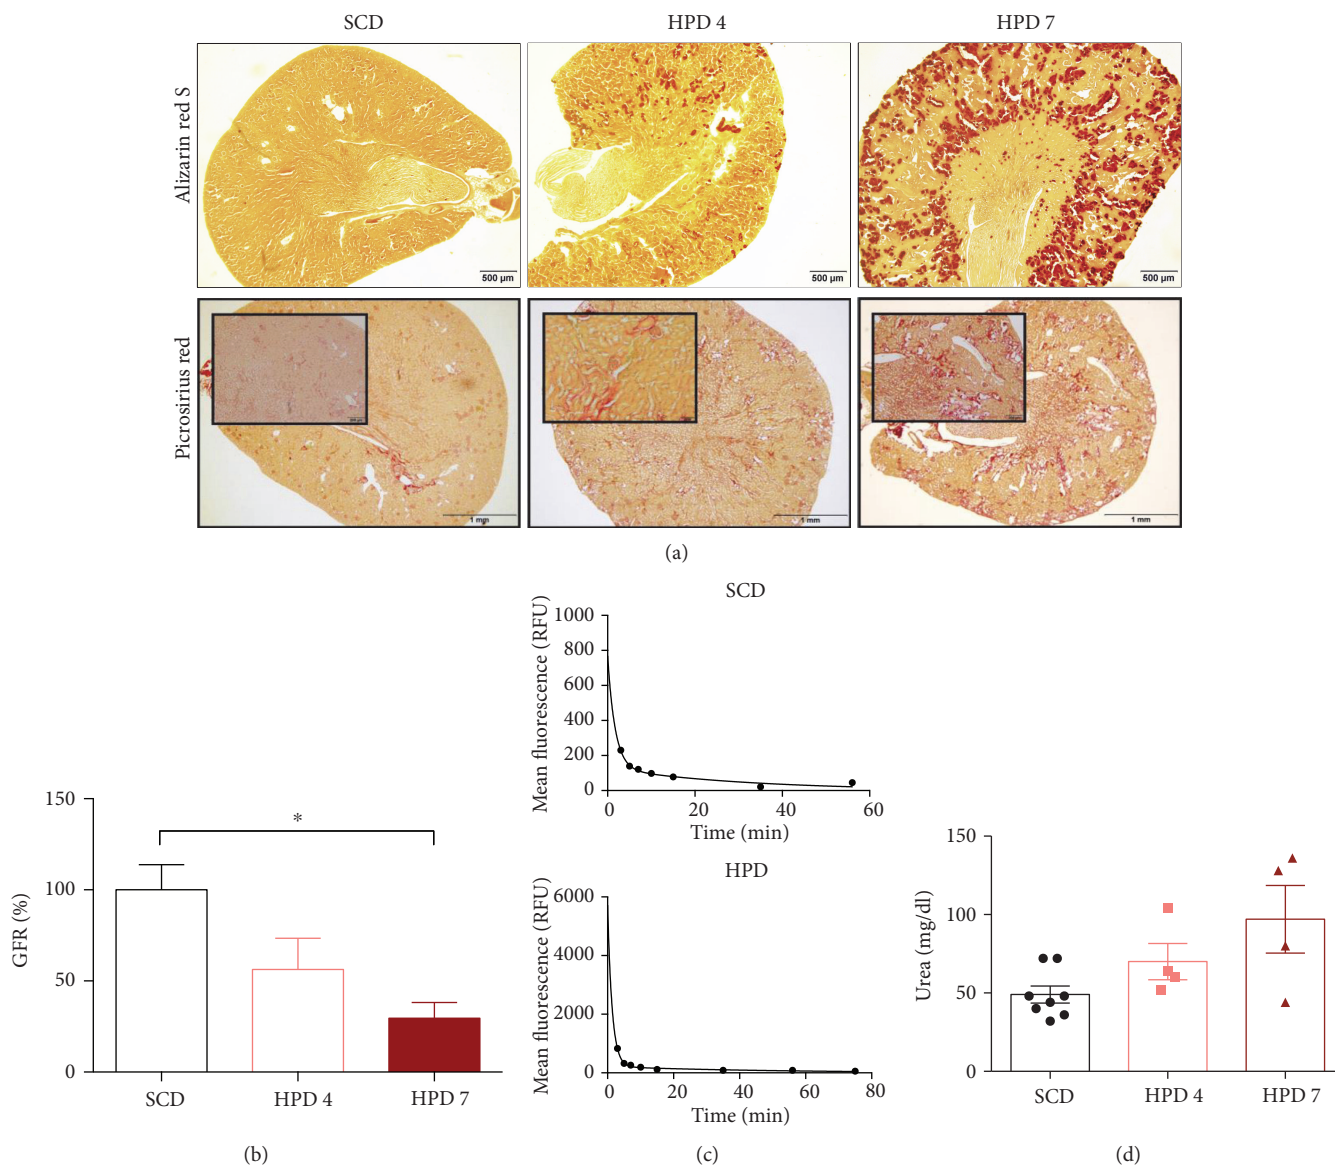 SCD
HPD 4
HPD 7
Alizarin red S
500 µm
500 µm
500 µm
Picrosirius red
1 mm
1 mm
1 mm
(a)
GFR (%)
150
100
50
0
*
SCD
HPD 4
HPD 7
(b)
SCD
Mean fluorescence (RFU)
1000
800
600
400
200
0
0
20
40
60
Time (min)
HPD
Mean fluorescence (RFU)
6000
4000
2000
0
0
20
40
60
80
Time (min)
(c)
Urea (mg/dl)
150
100
50
0
SCD
HPD 4
HPD 7
(d)